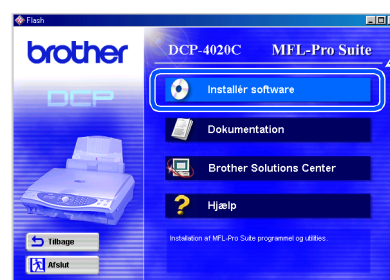 Flash
brother
DCP-4020C MFL-Pro Suite
DCP
Installér software
Dokumentation
Brother Solutions Center
Hjælp
Installation af MFL-Pro Suite programmel og utilities.
Tilbage
Afslut